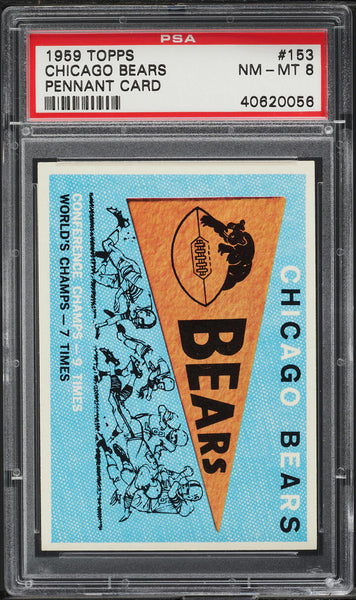 PSA
1959 TOPPS #153
CHICAGO BEARS NM-MT 8
PENNANT CARD
40620056
CHICAGO BEARS
BEARS
CONFERENCE CHAMPS—9 TIMES
WORLD'S CHAMPS—7 TIMES